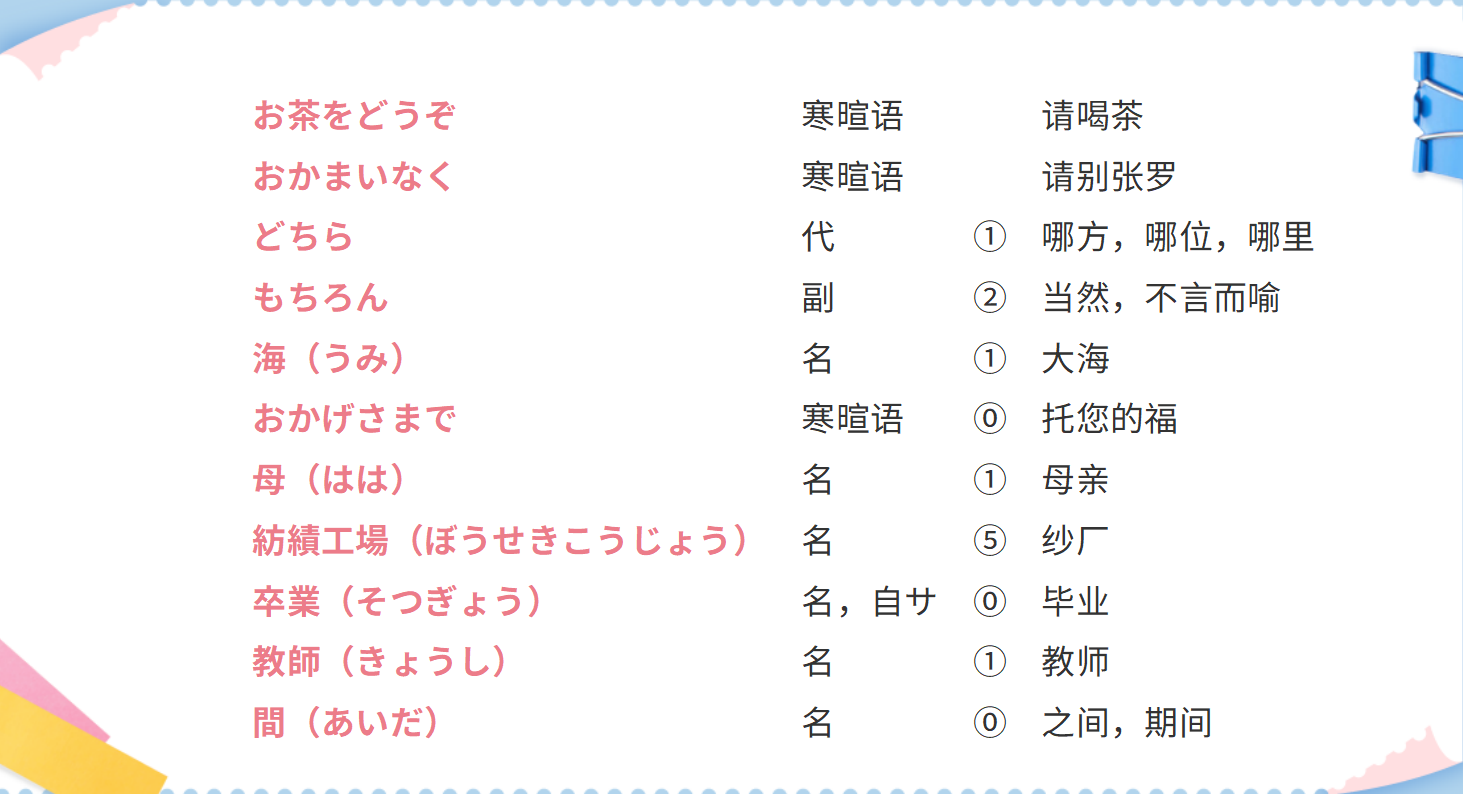 お茶をどうぞ 寒暄语 请喝茶
おかまいなく 寒暄语 请别张罗
どちら 代 ① 哪方，哪位，哪里
もちろん 副 ② 当然，不言而喻
海（うみ） 名 ① 大海
おかげさまで 寒暄语 ⓪ 托您的福
母（はは） 名 ① 母亲
紡績工場（ぼうせきこうじょう） 名 ⑤ 纱厂
卒業（そつぎょう） 名，自サ ⓪ 毕业
教師（きょうし） 名 ① 教师
間（あいだ） 名 ⓪ 之间，期间